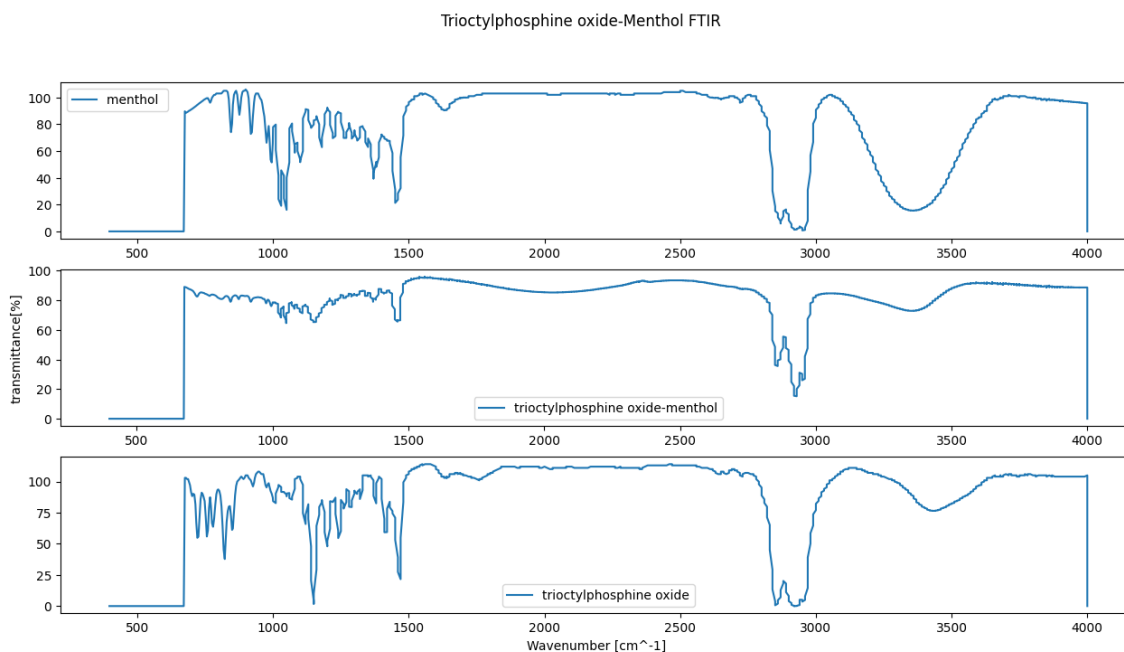 Trioctylphosphine oxide-Menthol FTIR
menthol
100
80
60
40
20
0
500 1000 1500 2000 2500 3000 3500 4000
transmittance[%]
100
80
60
40
20
0
trioctylphosphine oxide-menthol
500 1000 1500 2000 2500 3000 3500 4000
100
75
50
25
0
trioctylphosphine oxide
500 1000 1500 2000 2500 3000 3500 4000
Wavenumber [cm^-1]